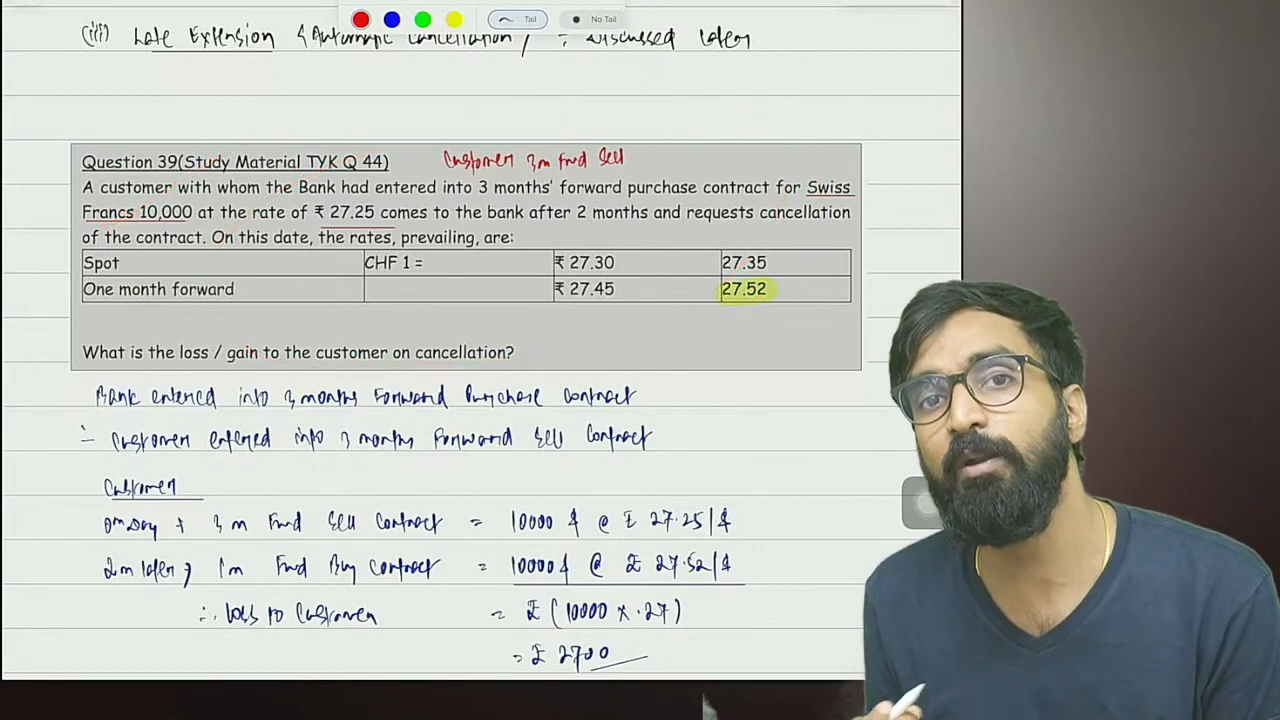 (iii) Late Extension & Automatic Cancellation / : Discussed later
Tail
No Tail
Question 39(Study Material TYK Q 44)
Customer 3m Fwd Sell
A customer with whom the Bank had entered into 3 months' forward purchase contract for Swiss
Francs 10,000 at the rate of ₹ 27.25 comes to the bank after 2 months and requests cancellation
of the contract. On this date, the rates, prevailing, are:
Spot CHF 1 = ₹ 27.30 27.35
One month forward ₹ 27.45 27.52
What is the loss / gain to the customer on cancellation?
Bank entered into 3 months Forward Purchase Contract
∴ Customer entered into 3 months Forward Sell Contract
Customer
0th Day, 3m Fwd Sell Contract = 10000 $ @ ₹ 27.25/$
2m later, 1m Fwd Buy Contract = 10000 $ @ ₹ 27.52/$
∴ Loss to Customer = ₹ (10000 × .27)
= ₹ 2700